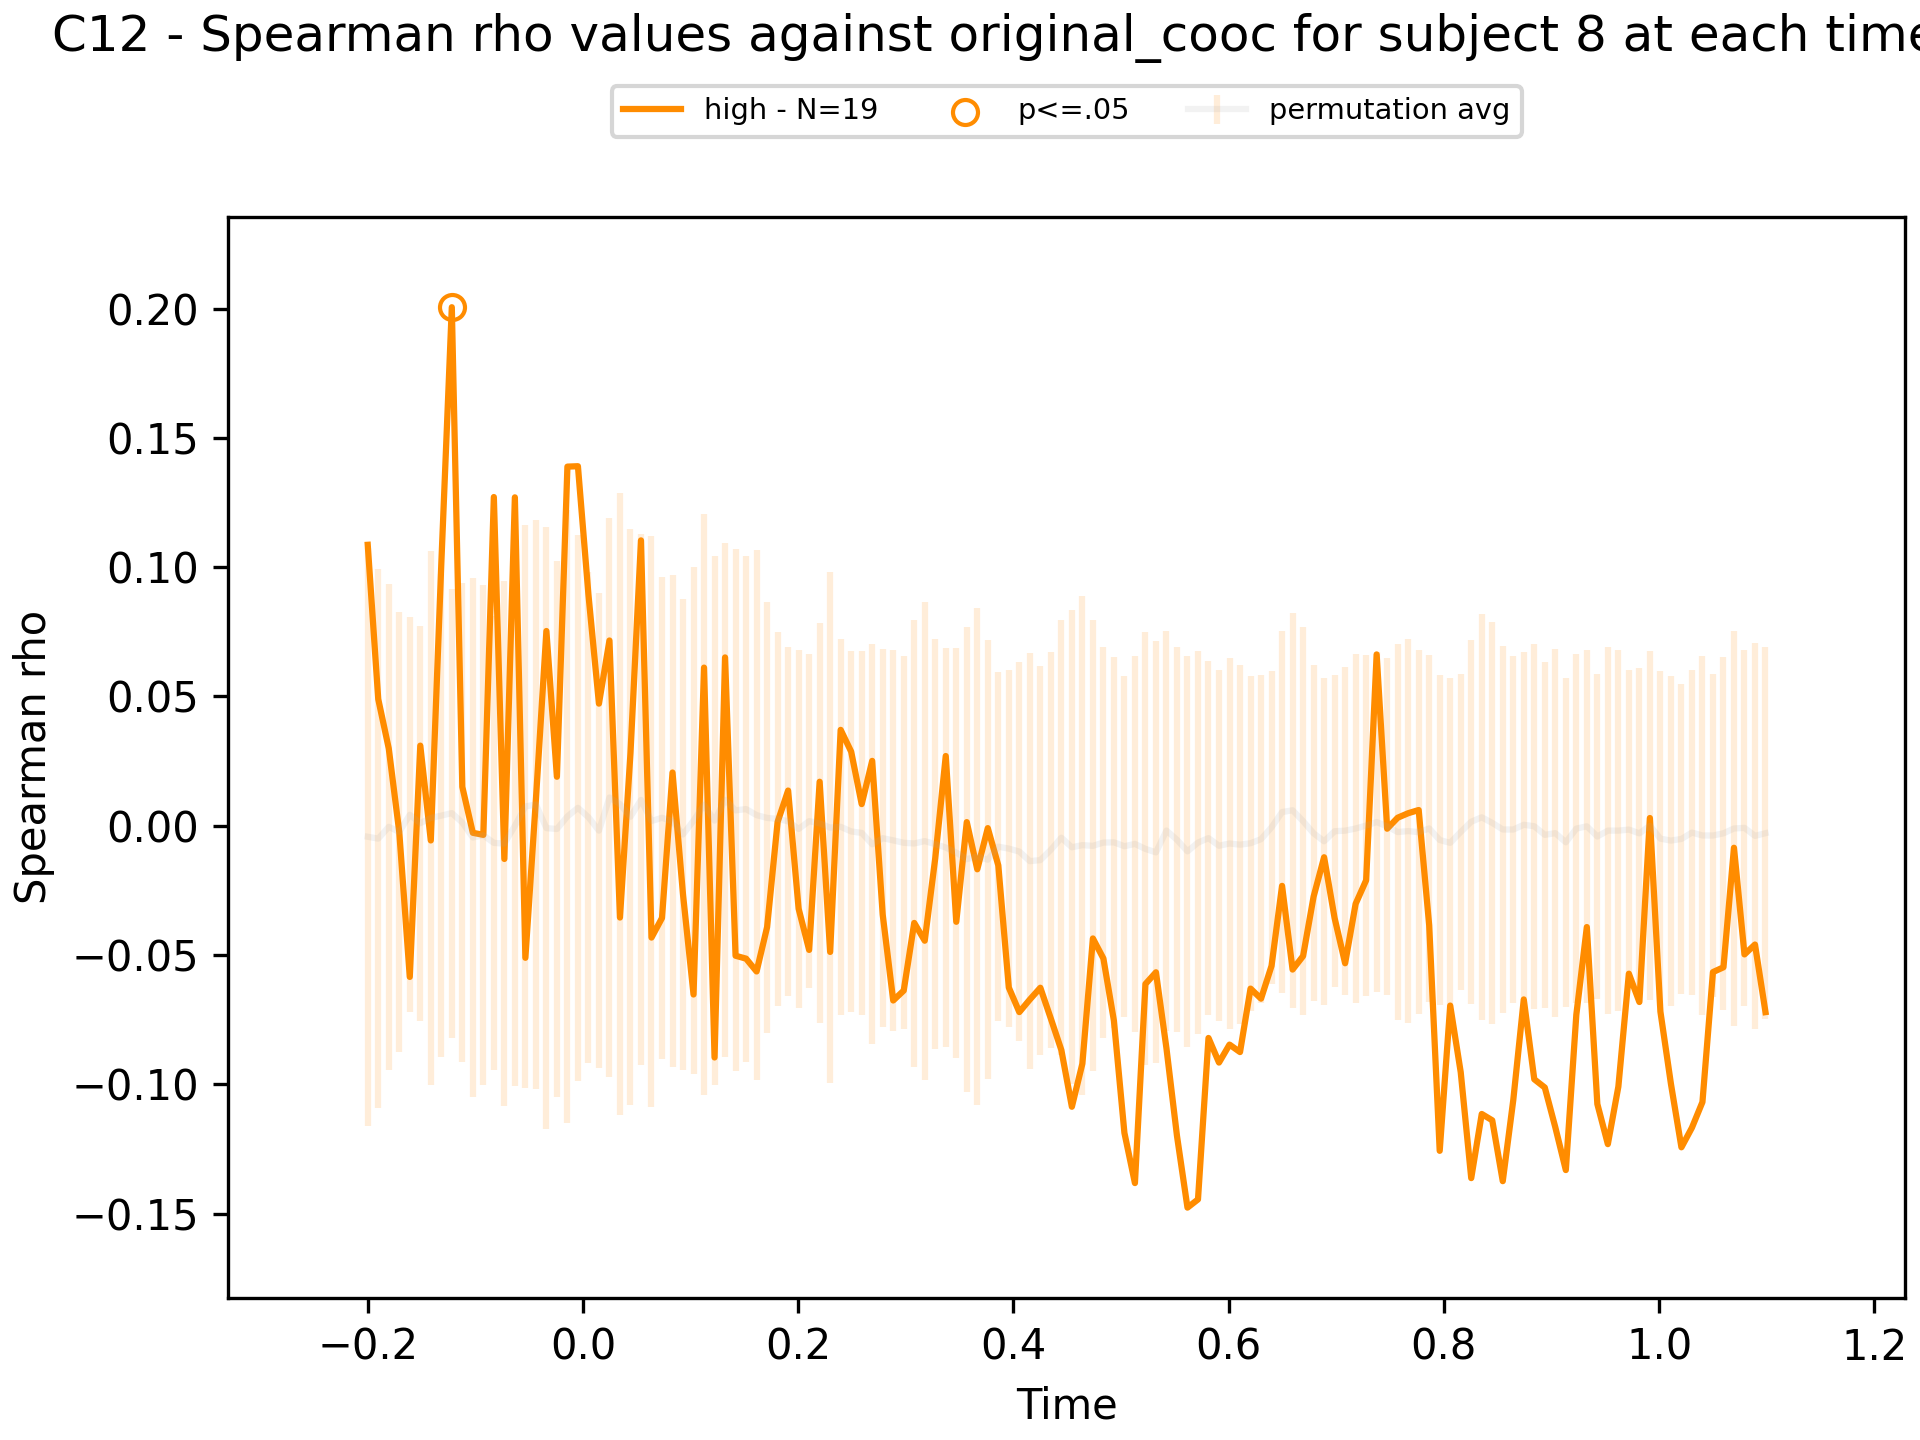 C12 - Spearman rho values against original_cooc for subject 8 at each time
high - N=19 p<=.05 permutation avg
0.20
0.15
0.10
0.05
0.00
−0.05
−0.10
−0.15
Spearman rho
−0.2 0.0 0.2 0.4 0.6 0.8 1.0 1.2
Time